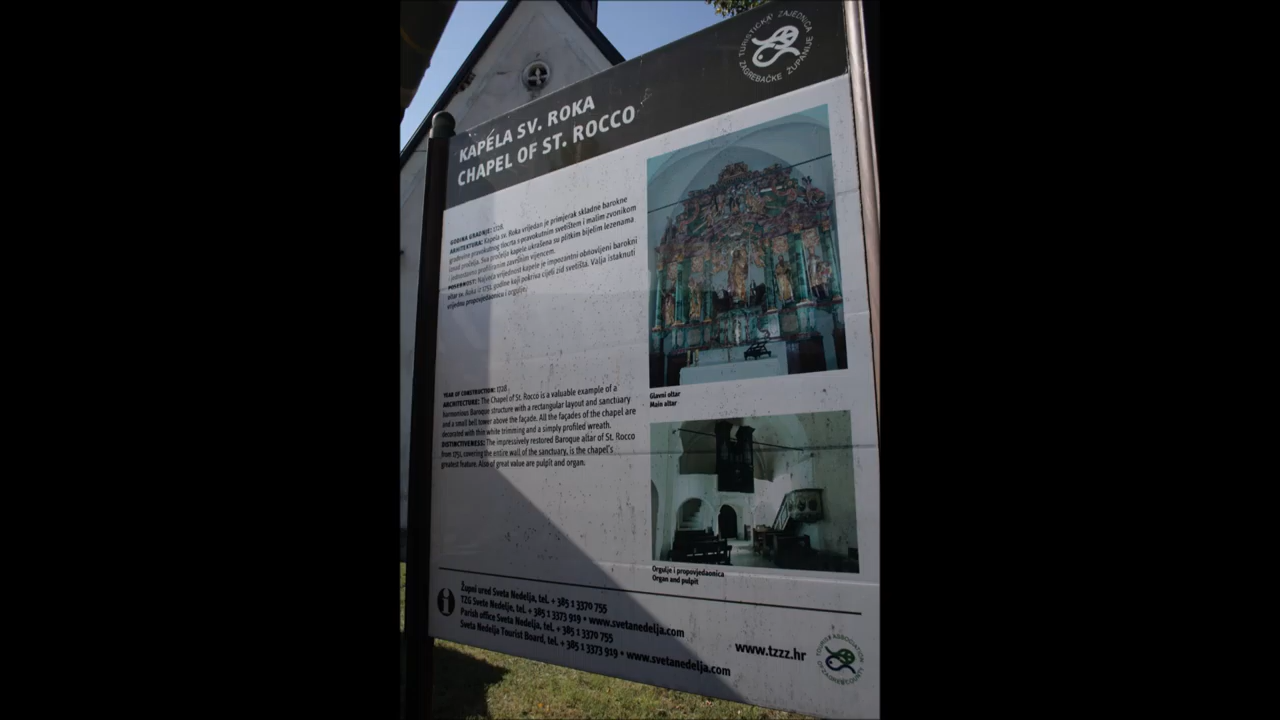 TURISTIČKA ZAJEDNICA
ZAGREBAČKE ŽUPANIJE
KAPELA SV. ROKA
CHAPEL OF ST. ROCCO
GODINA GRADNJE: 1728.
ARHITEKTURA: Kapela sv. Roka vrijedan je primjerak skladne barokne
građevine pravokutnog tlocrta s pravokutnim svetištem i malim zvonikom
iznad pročelja. Sva pročelja kapele ukrašena su plitkim bijelim lezenama
i jednostavno profiliranim završnim vijencem.
POSEBNOST: Najveća vrijednost kapele je impozantni obnovljeni barokni
oltar sv. Roka iz 1751. godine koji pokriva cijeli zid svetišta. Valja istaknuti
vrijednu propovjedaonicu i orgulje.
YEAR OF CONSTRUCTION: 1728
ARCHITECTURE: The Chapel of St. Rocco is a valuable example of a
harmonious Baroque structure with a rectangular layout and sanctuary
and a small bell tower above the façade. All the façades of the chapel are
decorated with thin white trimming and a simply profiled wreath.
DISTINCTIVENESS: The impressively restored Baroque altar of St. Rocco
from 1751, covering the entire wall of the sanctuary, is the chapel's
greatest feature. Also of great value are pulpit and organ.
Glavni oltar
Main altar
Orgulje i propovjedaonica
Organ and pulpit
i
Župni ured Sveta Nedelja, tel. + 385 1 3370 755
TZG Svete Nedelje, tel. + 385 1 3373 919 • www.svetanedelja.com
Parish office Sveta Nedelja, tel. + 385 1 3370 755
Sveta Nedelja Tourist Board, tel. + 385 1 3373 919 • www.svetanedelja.com
www.tzzz.hr
TOURISM ASSOCIATION
OF ZAGREB COUNTY